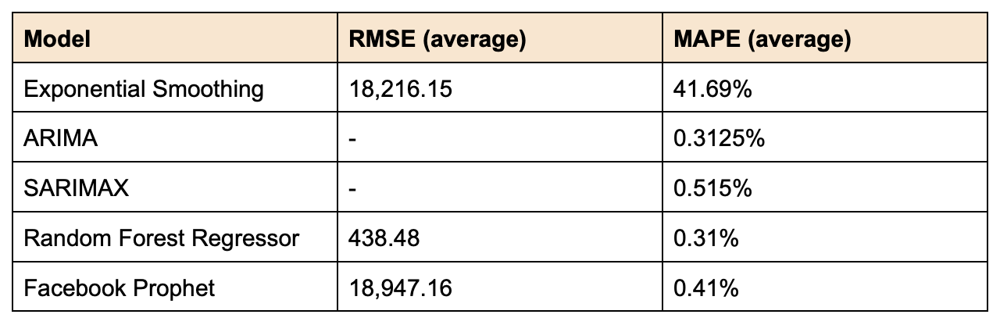 Model RMSE (average) MAPE (average)
Exponential Smoothing 18,216.15 41.69%
ARIMA - 0.3125%
SARIMAX - 0.515%
Random Forest Regressor 438.48 0.31%
Facebook Prophet 18,947.16 0.41%